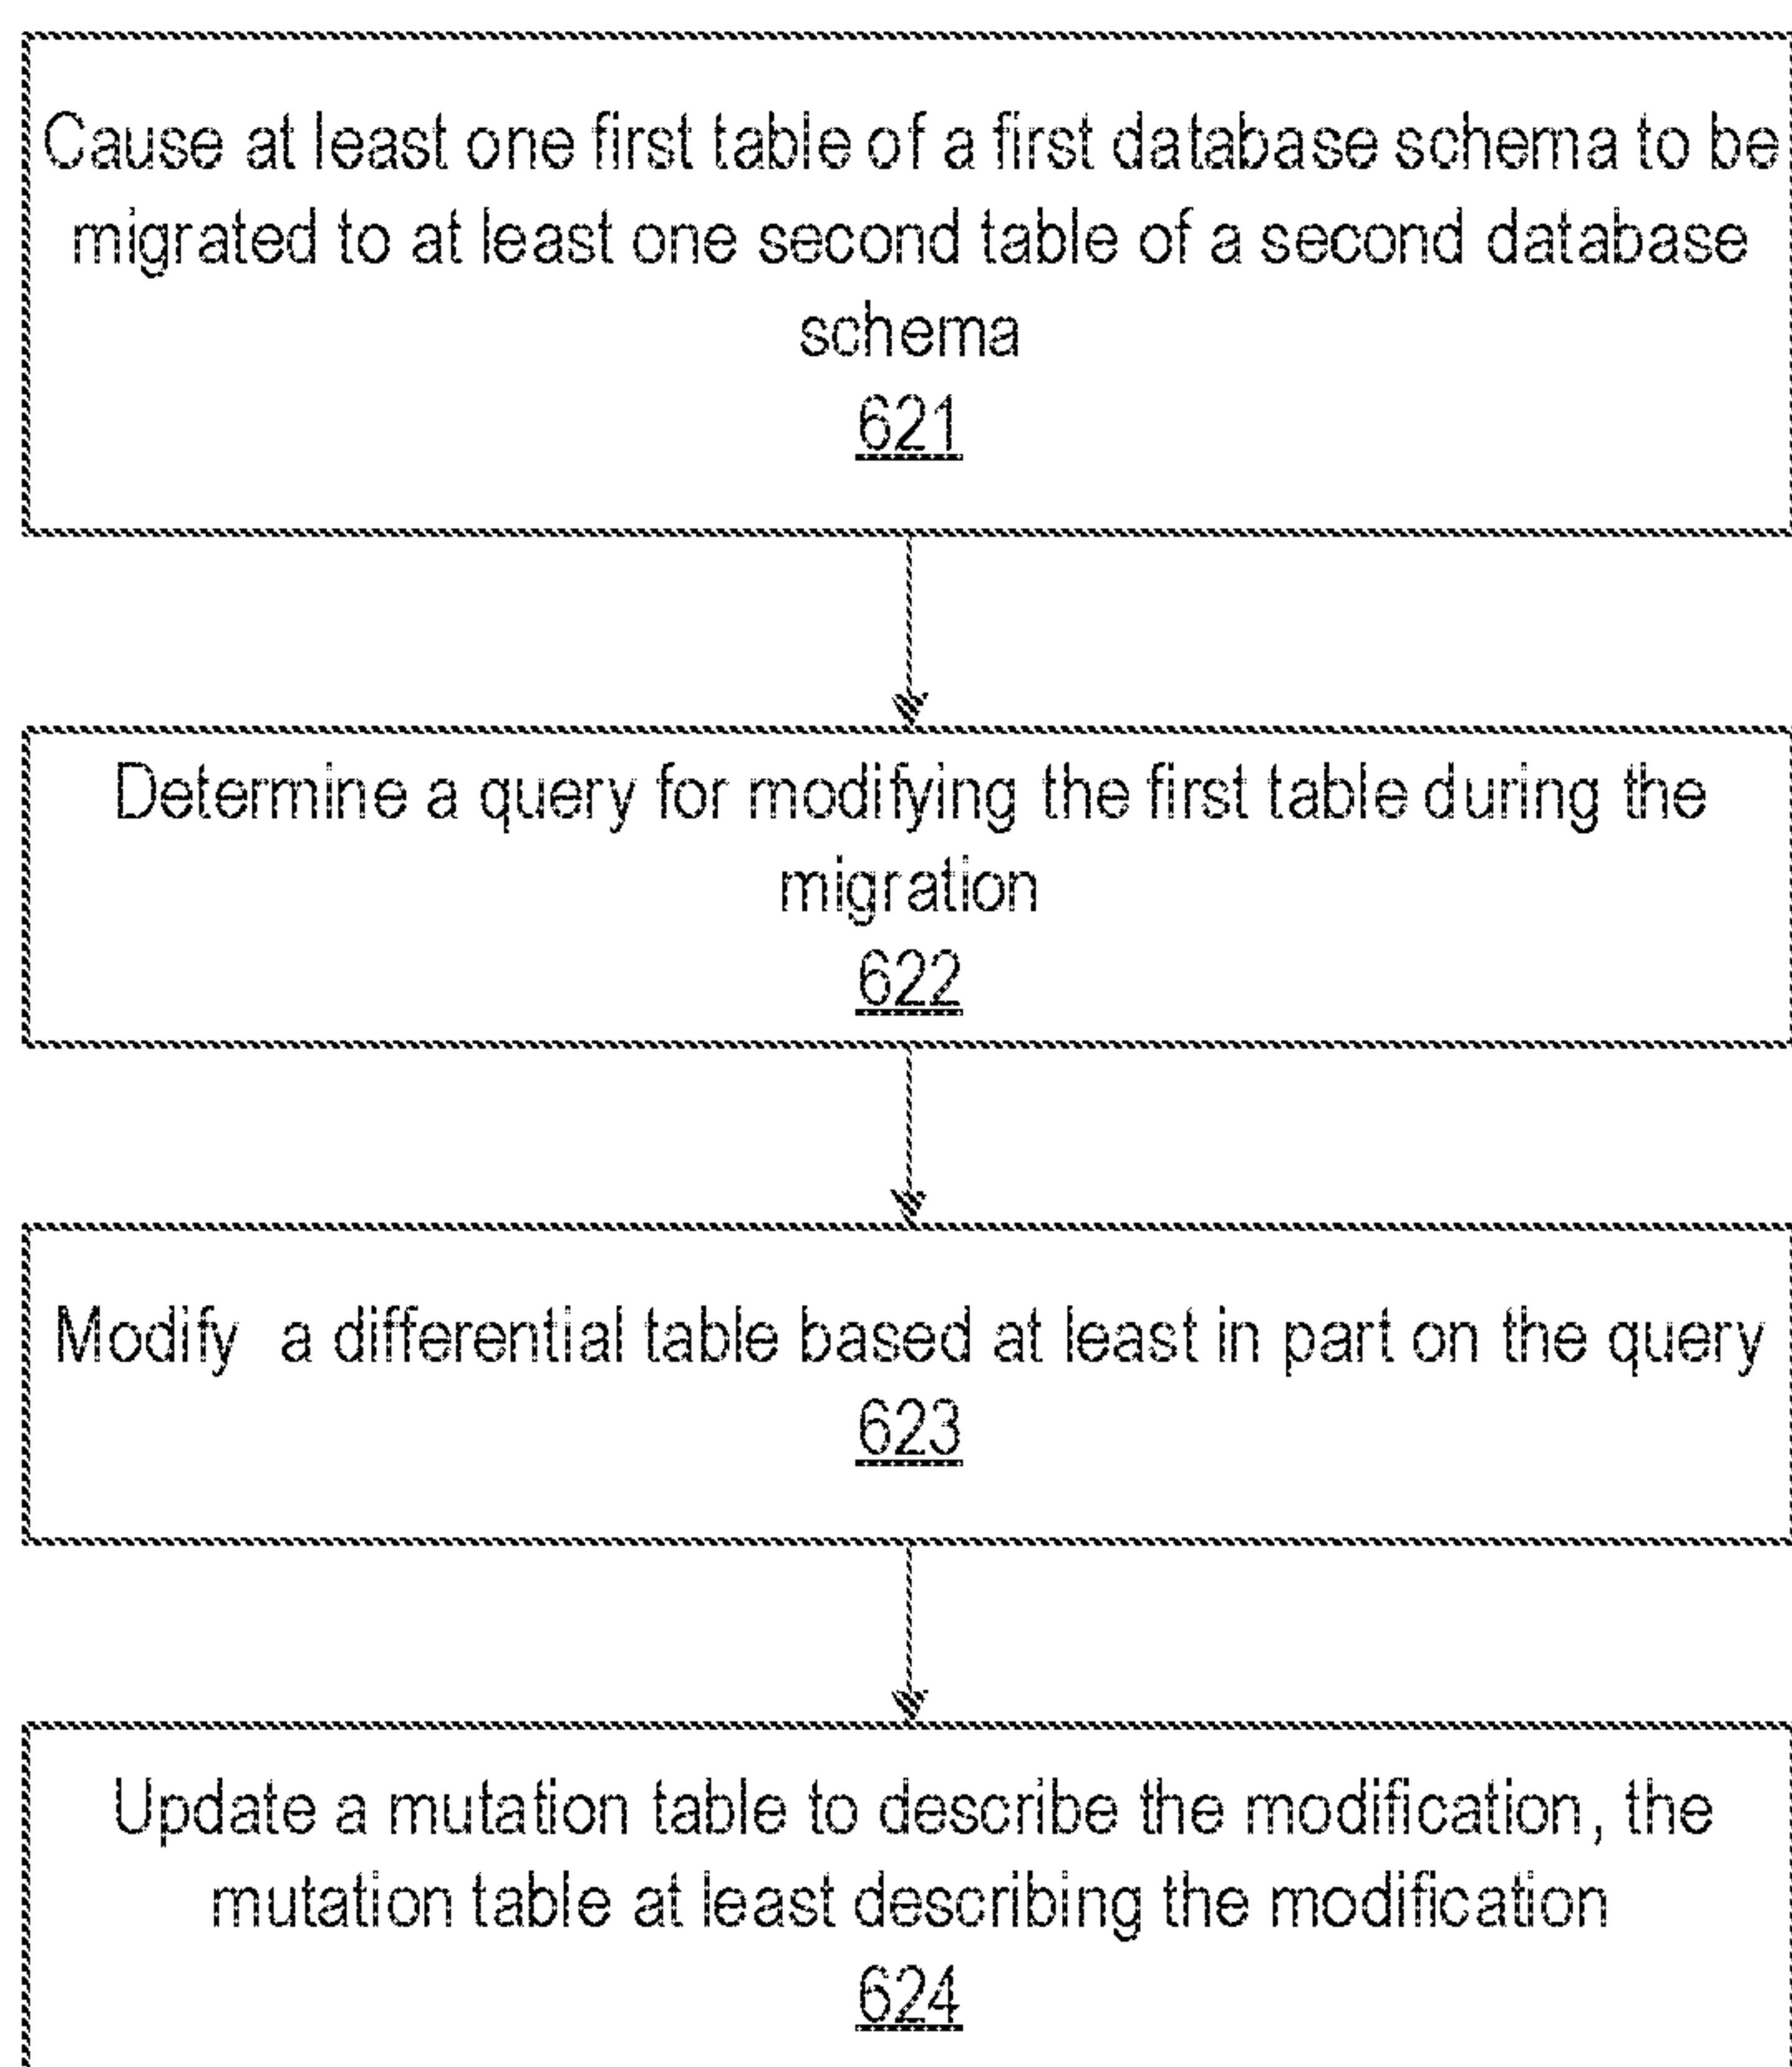 Cause at least one first table of a first database schema to be
migrated to at least one second table of a second database
schema
621
Determine a query for modifying the first table during the
migration
622
Modify a differential table based at least in part on the query
623
Update a mutation table to describe the modification, the
mutation table at least describing the modification
624